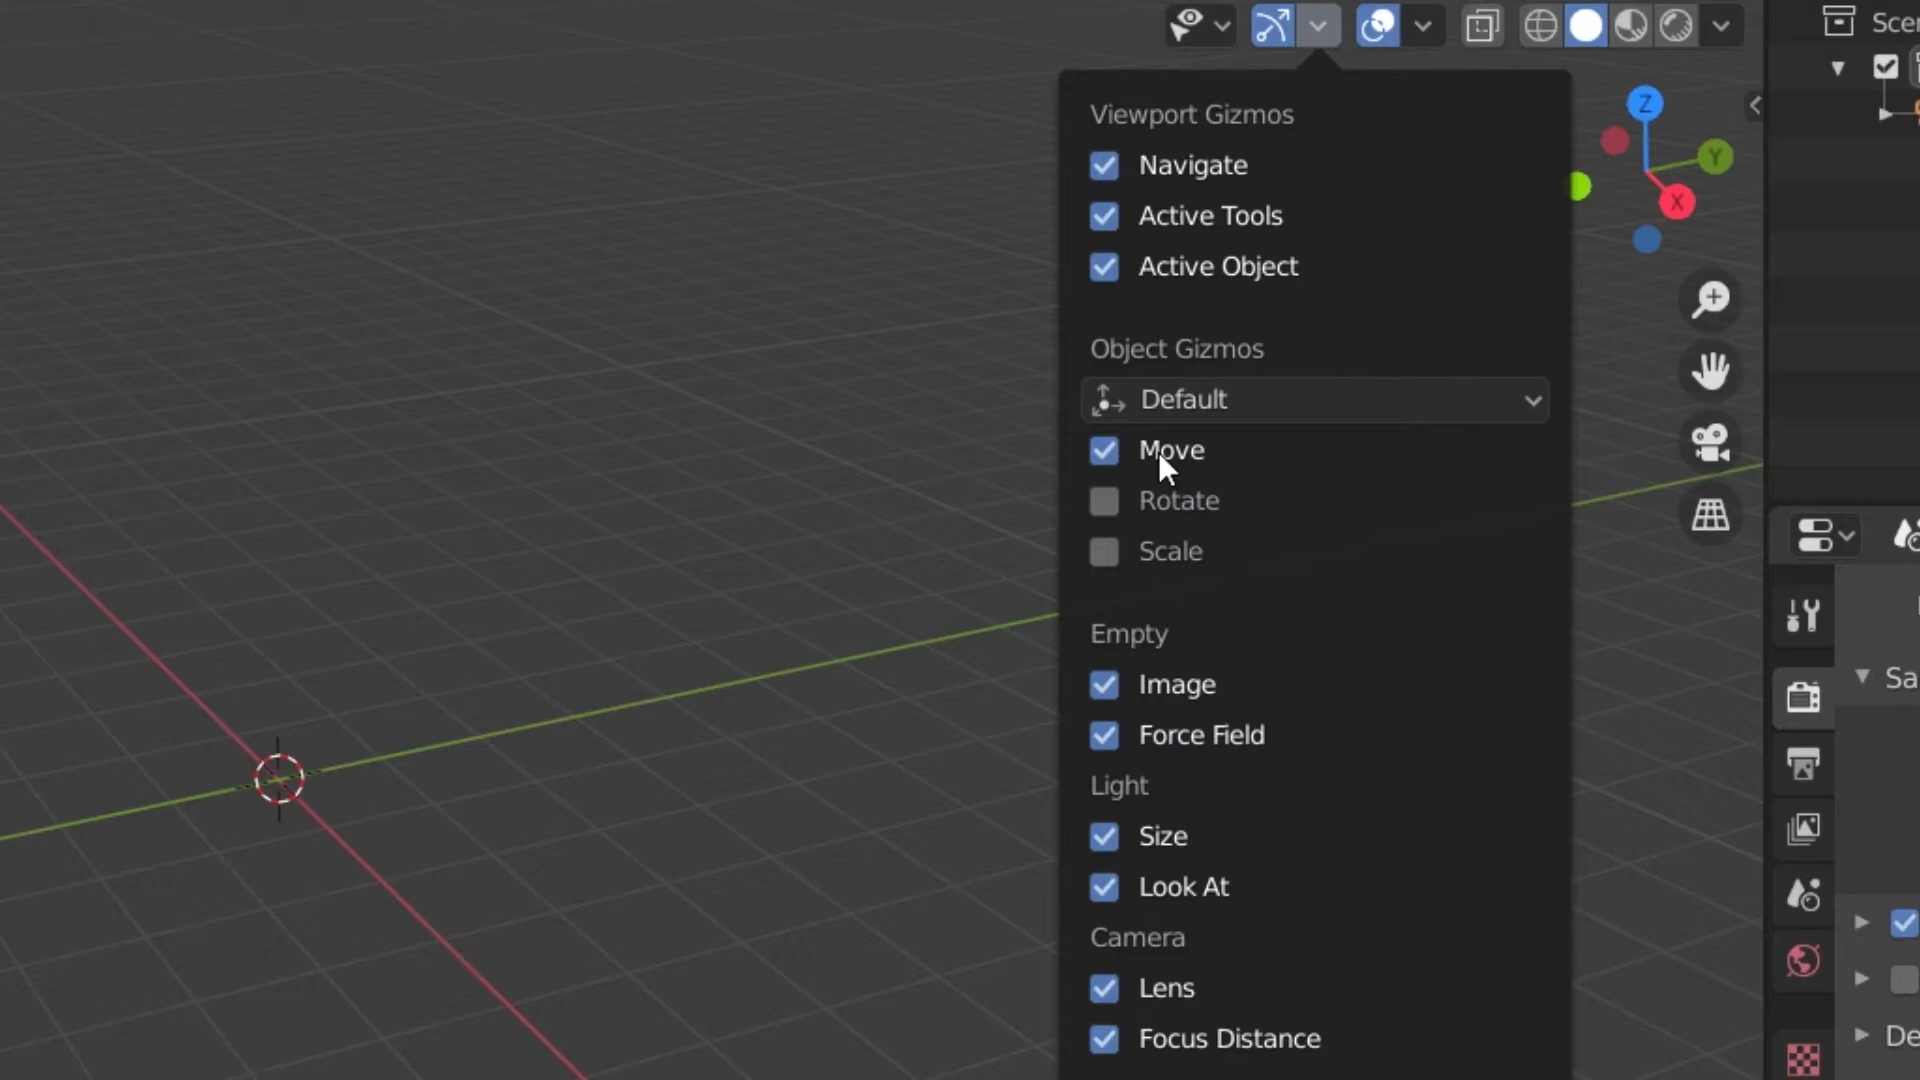 Viewport Gizmos
Navigate
Active Tools
Active Object
Object Gizmos
Default
Move
Rotate
Scale
Empty
Image
Force Field
Light
Size
Look At
Camera
Lens
Focus Distance
Z
Y
X